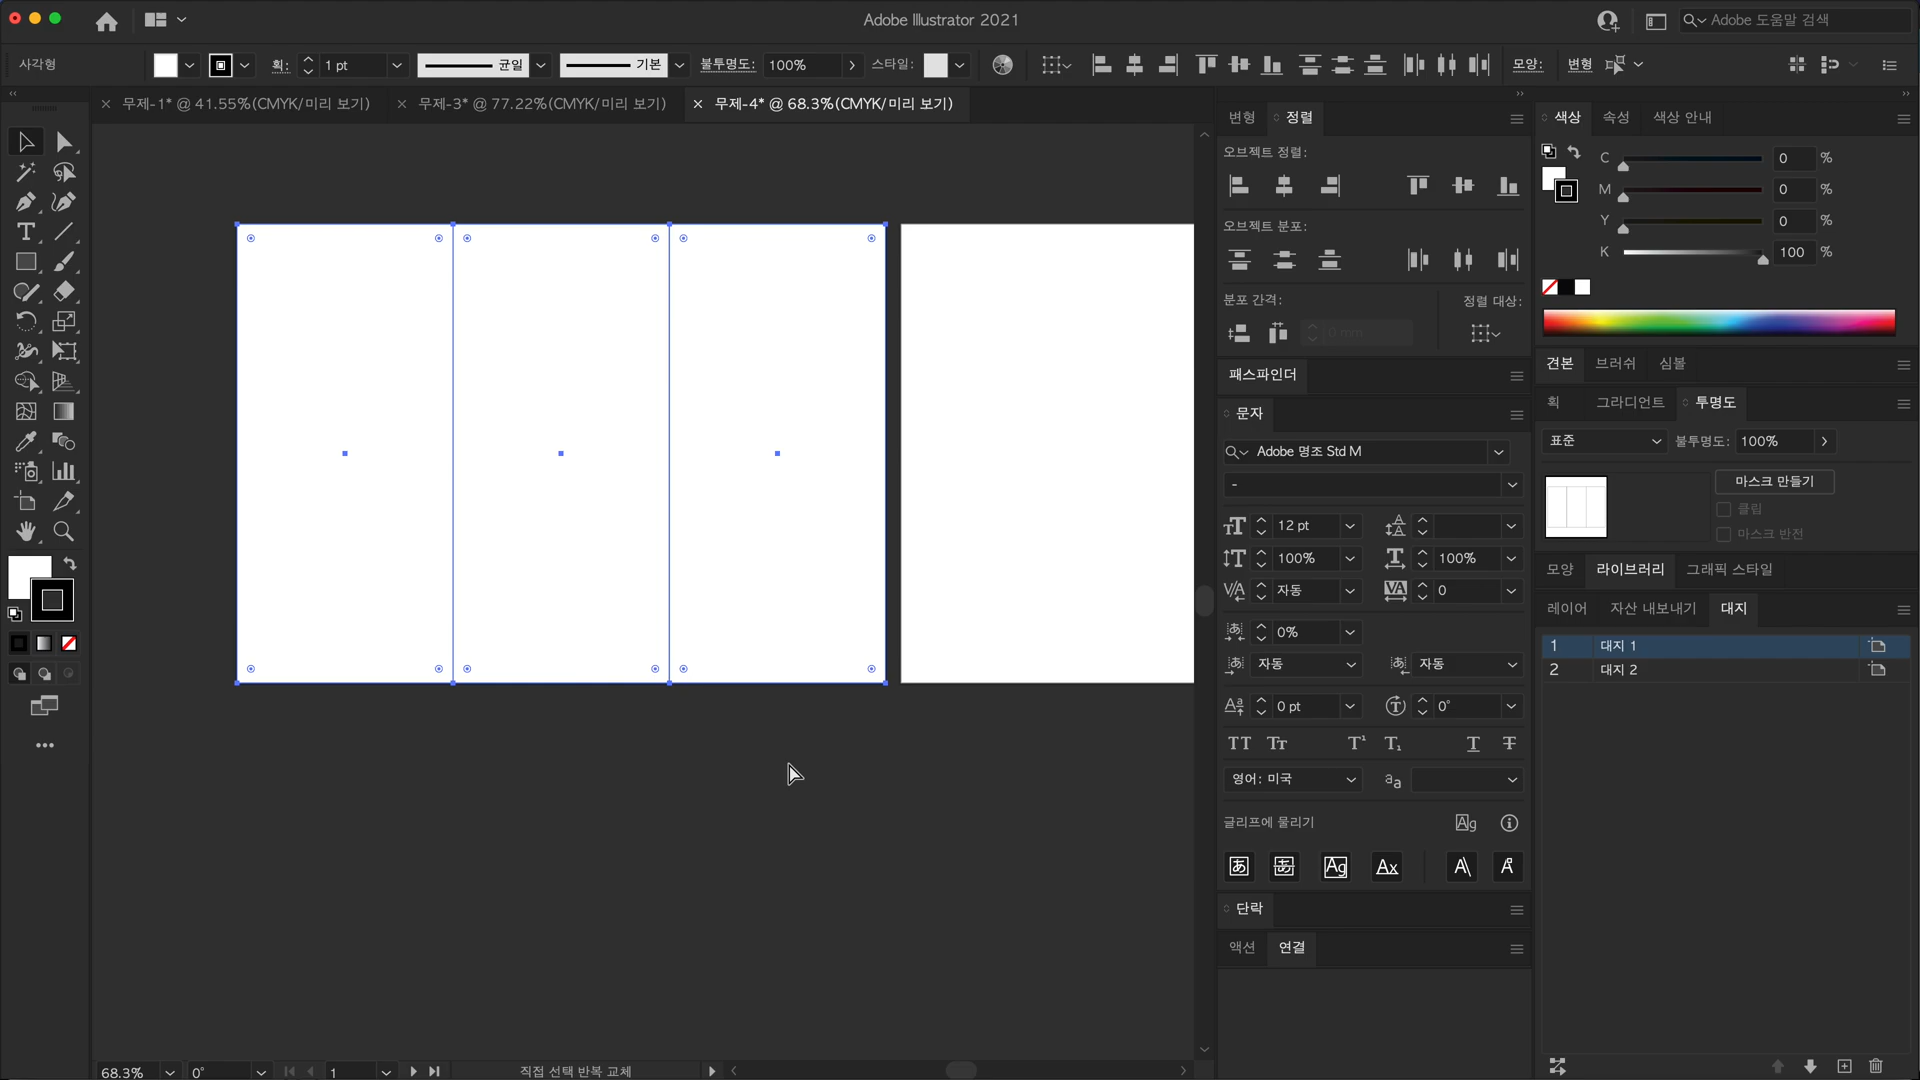 Adobe Illustrator 2021
Adobe 도움말 검색
사각형
획:
1 pt
균일
기본
불투명도:
100%
스타일:
모양:
변형
무제-1* @ 41.55%(CMYK/미리 보기)
무제-3* @ 77.22%(CMYK/미리 보기)
무제-4* @ 68.3%(CMYK/미리 보기)
변형
정렬
오브젝트 정렬:
오브젝트 분포:
분포 간격:
정렬 대상:
0 mm
패스파인더
문자
Adobe 명조 Std M
-
12 pt
100%
100%
자동
0
0%
자동
자동
0 pt
0°
영어: 미국
글리프에 물리기
단락
액션
연결
색상
속성
색상 안내
C 0 %
M 0 %
Y 0 %
K 100 %
견본
브러쉬
심볼
획
그라디언트
투명도
표준
불투명도:
100%
마스크 만들기
클립
마스크 반전
모양
라이브러리
그래픽 스타일
레이어
자산 내보내기
대지
1 대지 1
2 대지 2
68.3%
0°
1
직접 선택 반복 교체